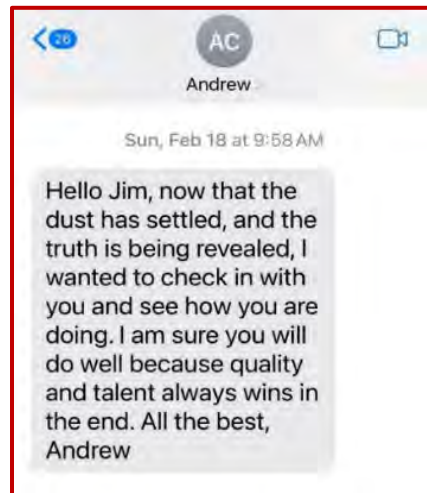 26
AC
Andrew
Sun, Feb 18 at 9:58 AM
Hello Jim, now that the
dust has settled, and the
truth is being revealed, I
wanted to check in with
you and see how you are
doing. I am sure you will
do well because quality
and talent always wins in
the end. All the best,
Andrew